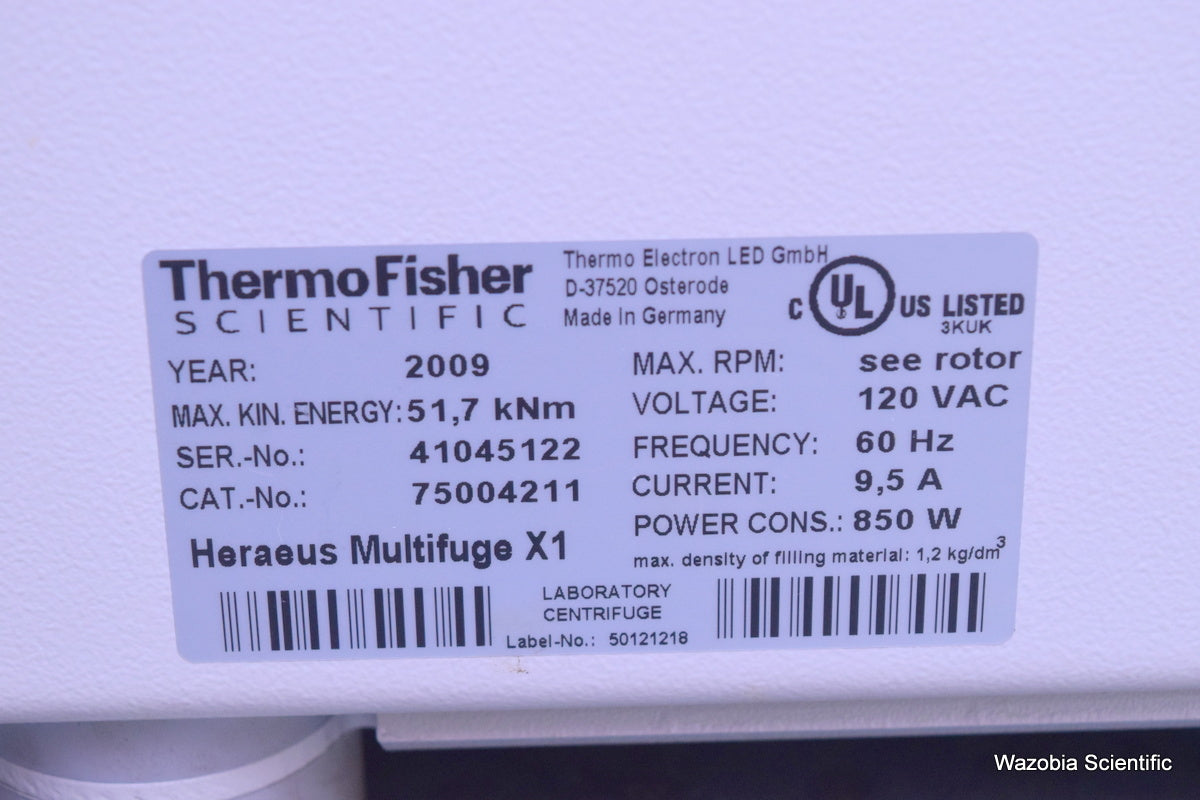 ThermoFisher
SCIENTIFIC
Thermo Electron LED GmbH
D-37520 Osterode
Made In Germany
C UL US LISTED
3KUK
YEAR: 2009
MAX. KIN. ENERGY: 51,7 kNm
SER.-No.: 41045122
CAT.-No.: 75004211
Heraeus Multifuge X1
MAX. RPM: see rotor
VOLTAGE: 120 VAC
FREQUENCY: 60 Hz
CURRENT: 9,5 A
POWER CONS.: 850 W
max. density of filling material: 1,2 kg/dm³
LABORATORY
CENTRIFUGE
Label-No.: 50121218
Wazobia Scientific